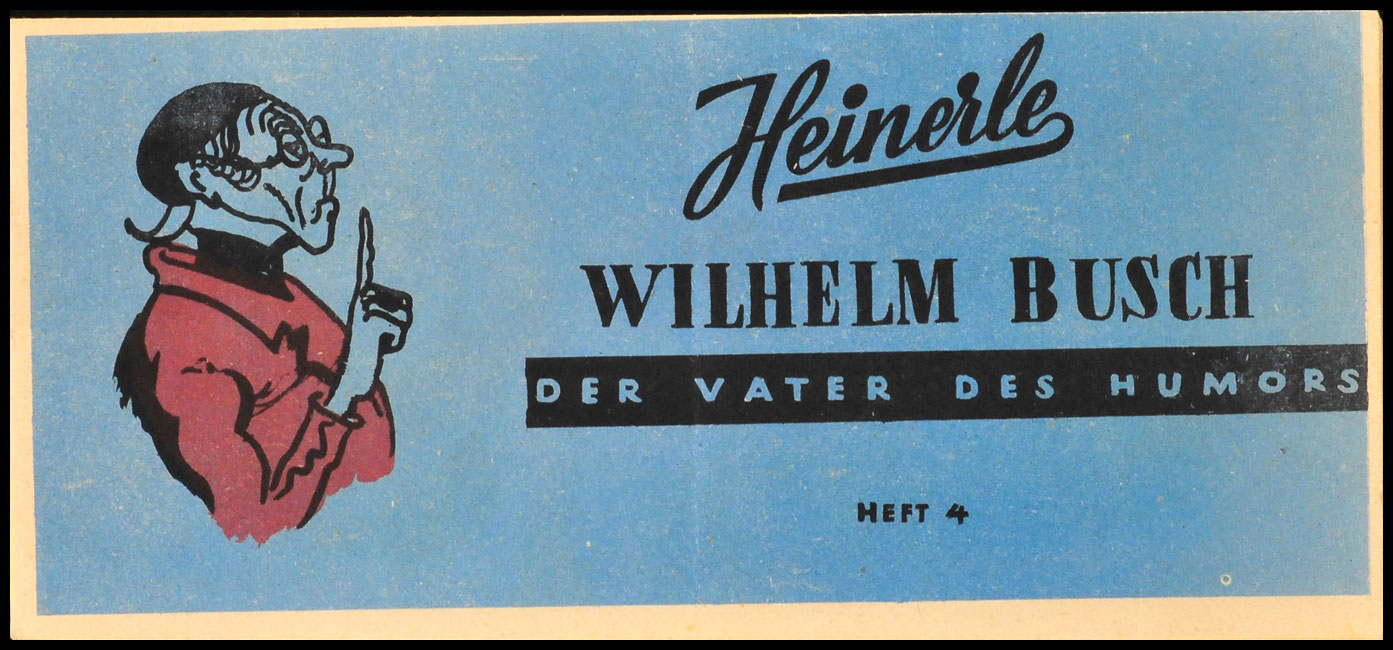 Heinerle
WILHELM BUSCH
DER VATER DES HUMORS
HEFT 4